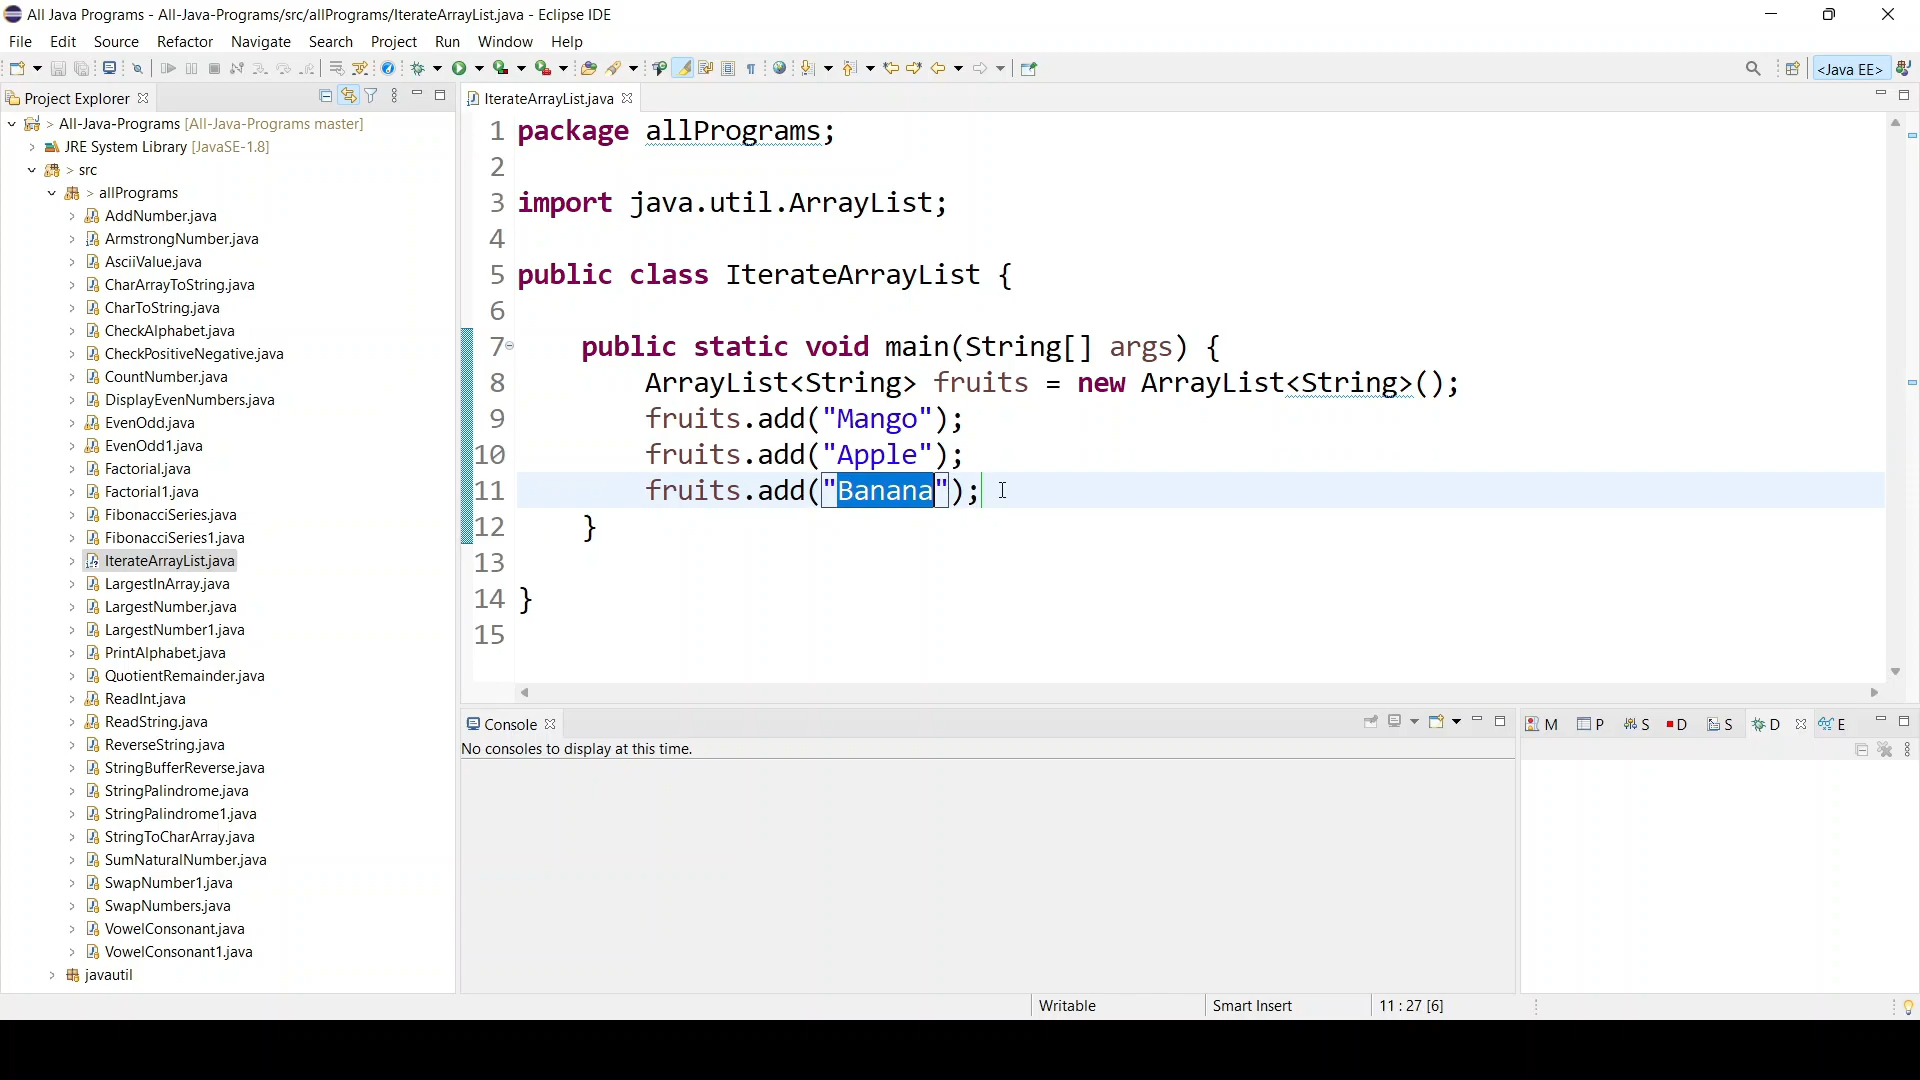 All Java Programs - All-Java-Programs/src/allPrograms/IterateArrayList.java - Eclipse IDE
File Edit Source Refactor Navigate Search Project Run Window Help
<Java EE>
Project Explorer
IterateArrayList.java
> All-Java-Programs [All-Java-Programs master]
JRE System Library [JavaSE-1.8]
> src
> allPrograms
AddNumber.java
ArmstrongNumber.java
AsciiValue.java
CharArrayToString.java
CharToString.java
CheckAlphabet.java
CheckPositiveNegative.java
CountNumber.java
DisplayEvenNumbers.java
EvenOdd.java
EvenOdd1.java
Factorial.java
Factorial1.java
FibonacciSeries.java
FibonacciSeries1.java
IterateArrayList.java
LargestInArray.java
LargestNumber.java
LargestNumber1.java
PrintAlphabet.java
QuotientRemainder.java
ReadInt.java
ReadString.java
ReverseString.java
StringBufferReverse.java
StringPalindrome.java
StringPalindrome1.java
StringToCharArray.java
SumNaturalNumber.java
SwapNumber1.java
SwapNumbers.java
VowelConsonant.java
VowelConsonant1.java
javautil
1 package allPrograms;
2
3 import java.util.ArrayList;
4
5 public class IterateArrayList {
6
7 public static void main(String[] args) {
8 ArrayList<String> fruits = new ArrayList<String>();
9 fruits.add("Mango");
10 fruits.add("Apple");
11 fruits.add("Banana");
12 }
13
14 }
15
Console
No consoles to display at this time.
M P S D S D E
Writable Smart Insert 11 : 27 [6]